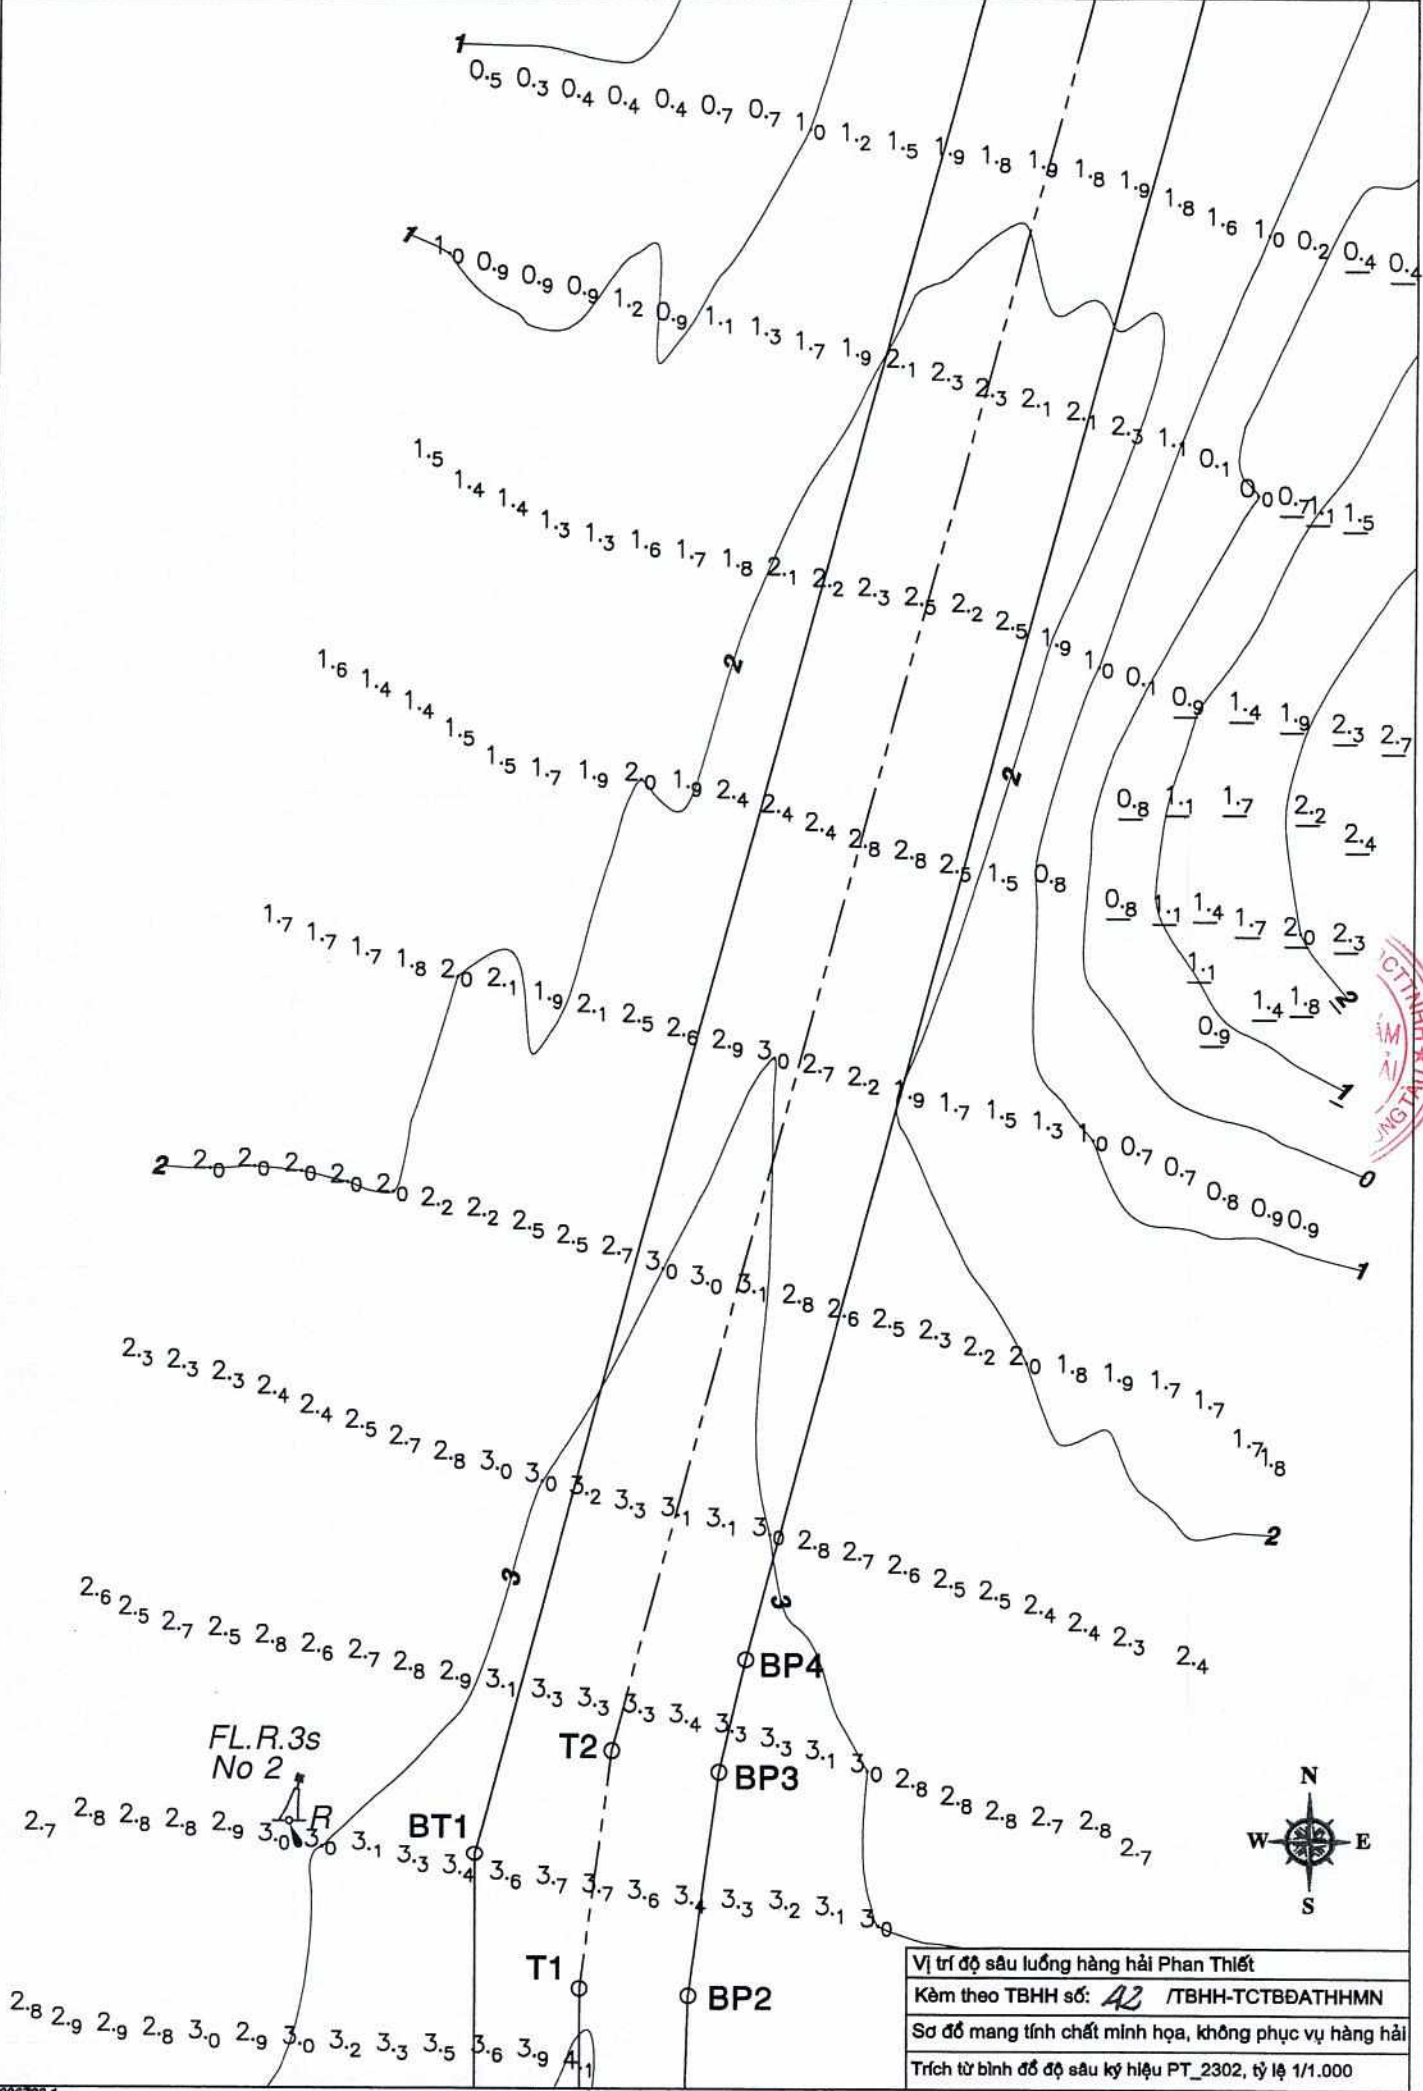 1
0.5 0.3 0.4 0.4 0.4 0.7 0.7 1.0 1.2 1.5 1.9 1.8 1.9 1.8 1.9 1.8 1.6 1.0 0.2 0.4 0.4
1
1.0 0.9 0.9 0.9 1.2 0.9 1.1 1.3 1.7 1.9 2.1 2.3 2.3 2.1 2.1 2.3 1.1 0.1 0.0 0.7 1.1 1.5
1.5 1.4 1.4 1.3 1.3 1.6 1.7 1.8 2.1 2.2 2.3 2.5 2.2 2.5 1.9 1.0 0.1 0.9 1.4 1.9 2.3 2.7
2
2
1.6 1.4 1.4 1.5 1.5 1.7 1.9 2.0 1.9 2.4 2.4 2.4 2.8 2.8 2.5 1.5 0.8
0.8 1.1 1.7 2.2 2.4
0.8 1.1 1.4 1.7 2.0 2.3
1.1
1.4 1.8 2
0.9
1
1.7 1.7 1.7 1.8 2.0 2.1 1.9 2.1 2.5 2.6 2.9 3.0 2.7 2.2 1.9 1.7 1.5 1.3 1.0 0.7 0.7 0.8 0.9 0.9
0
1
2
2.0 2.0 2.0 2.0 2.0 2.2 2.2 2.5 2.5 2.7 3.0 3.0 3.1 2.8 2.6 2.5 2.3 2.2 2.0 1.8 1.9 1.7 1.7 1.7 1.8
2
2.3 2.3 2.3 2.4 2.4 2.5 2.7 2.8 3.0 3.0 3.2 3.3 3.1 3.1 3.0 2.8 2.7 2.6 2.5 2.5 2.4 2.4 2.3 2.4
3
3
2.6 2.5 2.7 2.5 2.8 2.6 2.7 2.8 2.9 3.1 3.3 3.3 3.3 3.4 3.3 3.3 3.1 3.0 2.8 2.8 2.8 2.7 2.8 2.7
BP4
T2
BP3
FL.R.3s
No 2
R
BT1
2.7 2.8 2.8 2.8 2.9 3.0 3.0 3.1 3.3 3.4 3.6 3.7 3.7 3.6 3.4 3.3 3.2 3.1 3.0
N
W E
S
T1
BP2
2.8 2.9 2.9 2.8 3.0 2.9 3.0 3.2 3.3 3.5 3.6 3.9 4.1
Vị trí độ sâu luồng hàng hải Phan Thiết
Kèm theo TBHH số: 42 /TBHH-TCTBĐATHHMN
Sơ đồ mang tính chất minh họa, không phục vụ hàng hải
Trích từ bình đồ độ sâu ký hiệu PT_2302, tỷ lệ 1/1.000